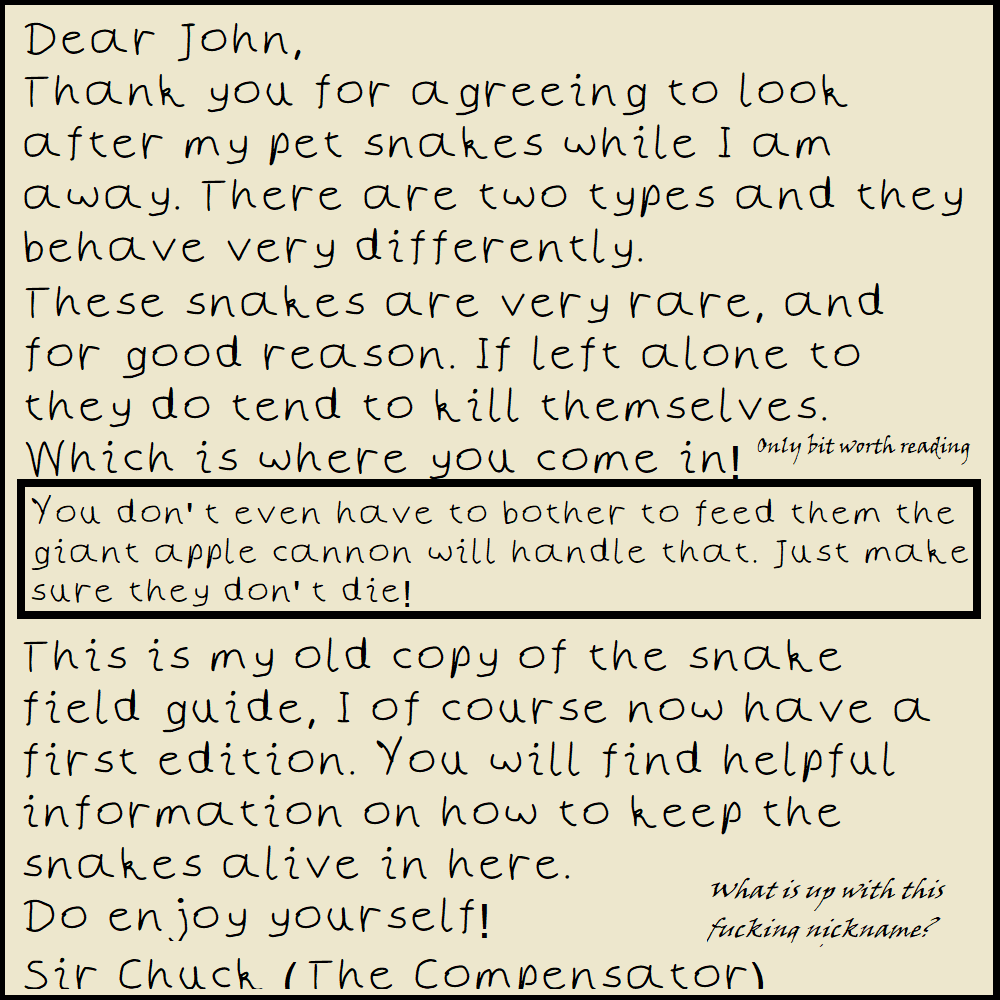 Dear John,
Thank you for agreeing to look
after my pet snakes while I am
away. There are two types and they
behave very differently.
These snakes are very rare, and
for good reason. If left alone to
they do tend to kill themselves.
Which is where you come in!
Only bit worth reading
You don't even have to bother to feed them the
giant apple cannon will handle that. Just make
sure they don't die!
This is my old copy of the snake
field guide, I of course now have a
first edition. You will find helpful
information on how to keep the
snakes alive in here.
Do enjoy yourself!
What is up with this
fucking nickname?
Sir Chuck (The Compensator)